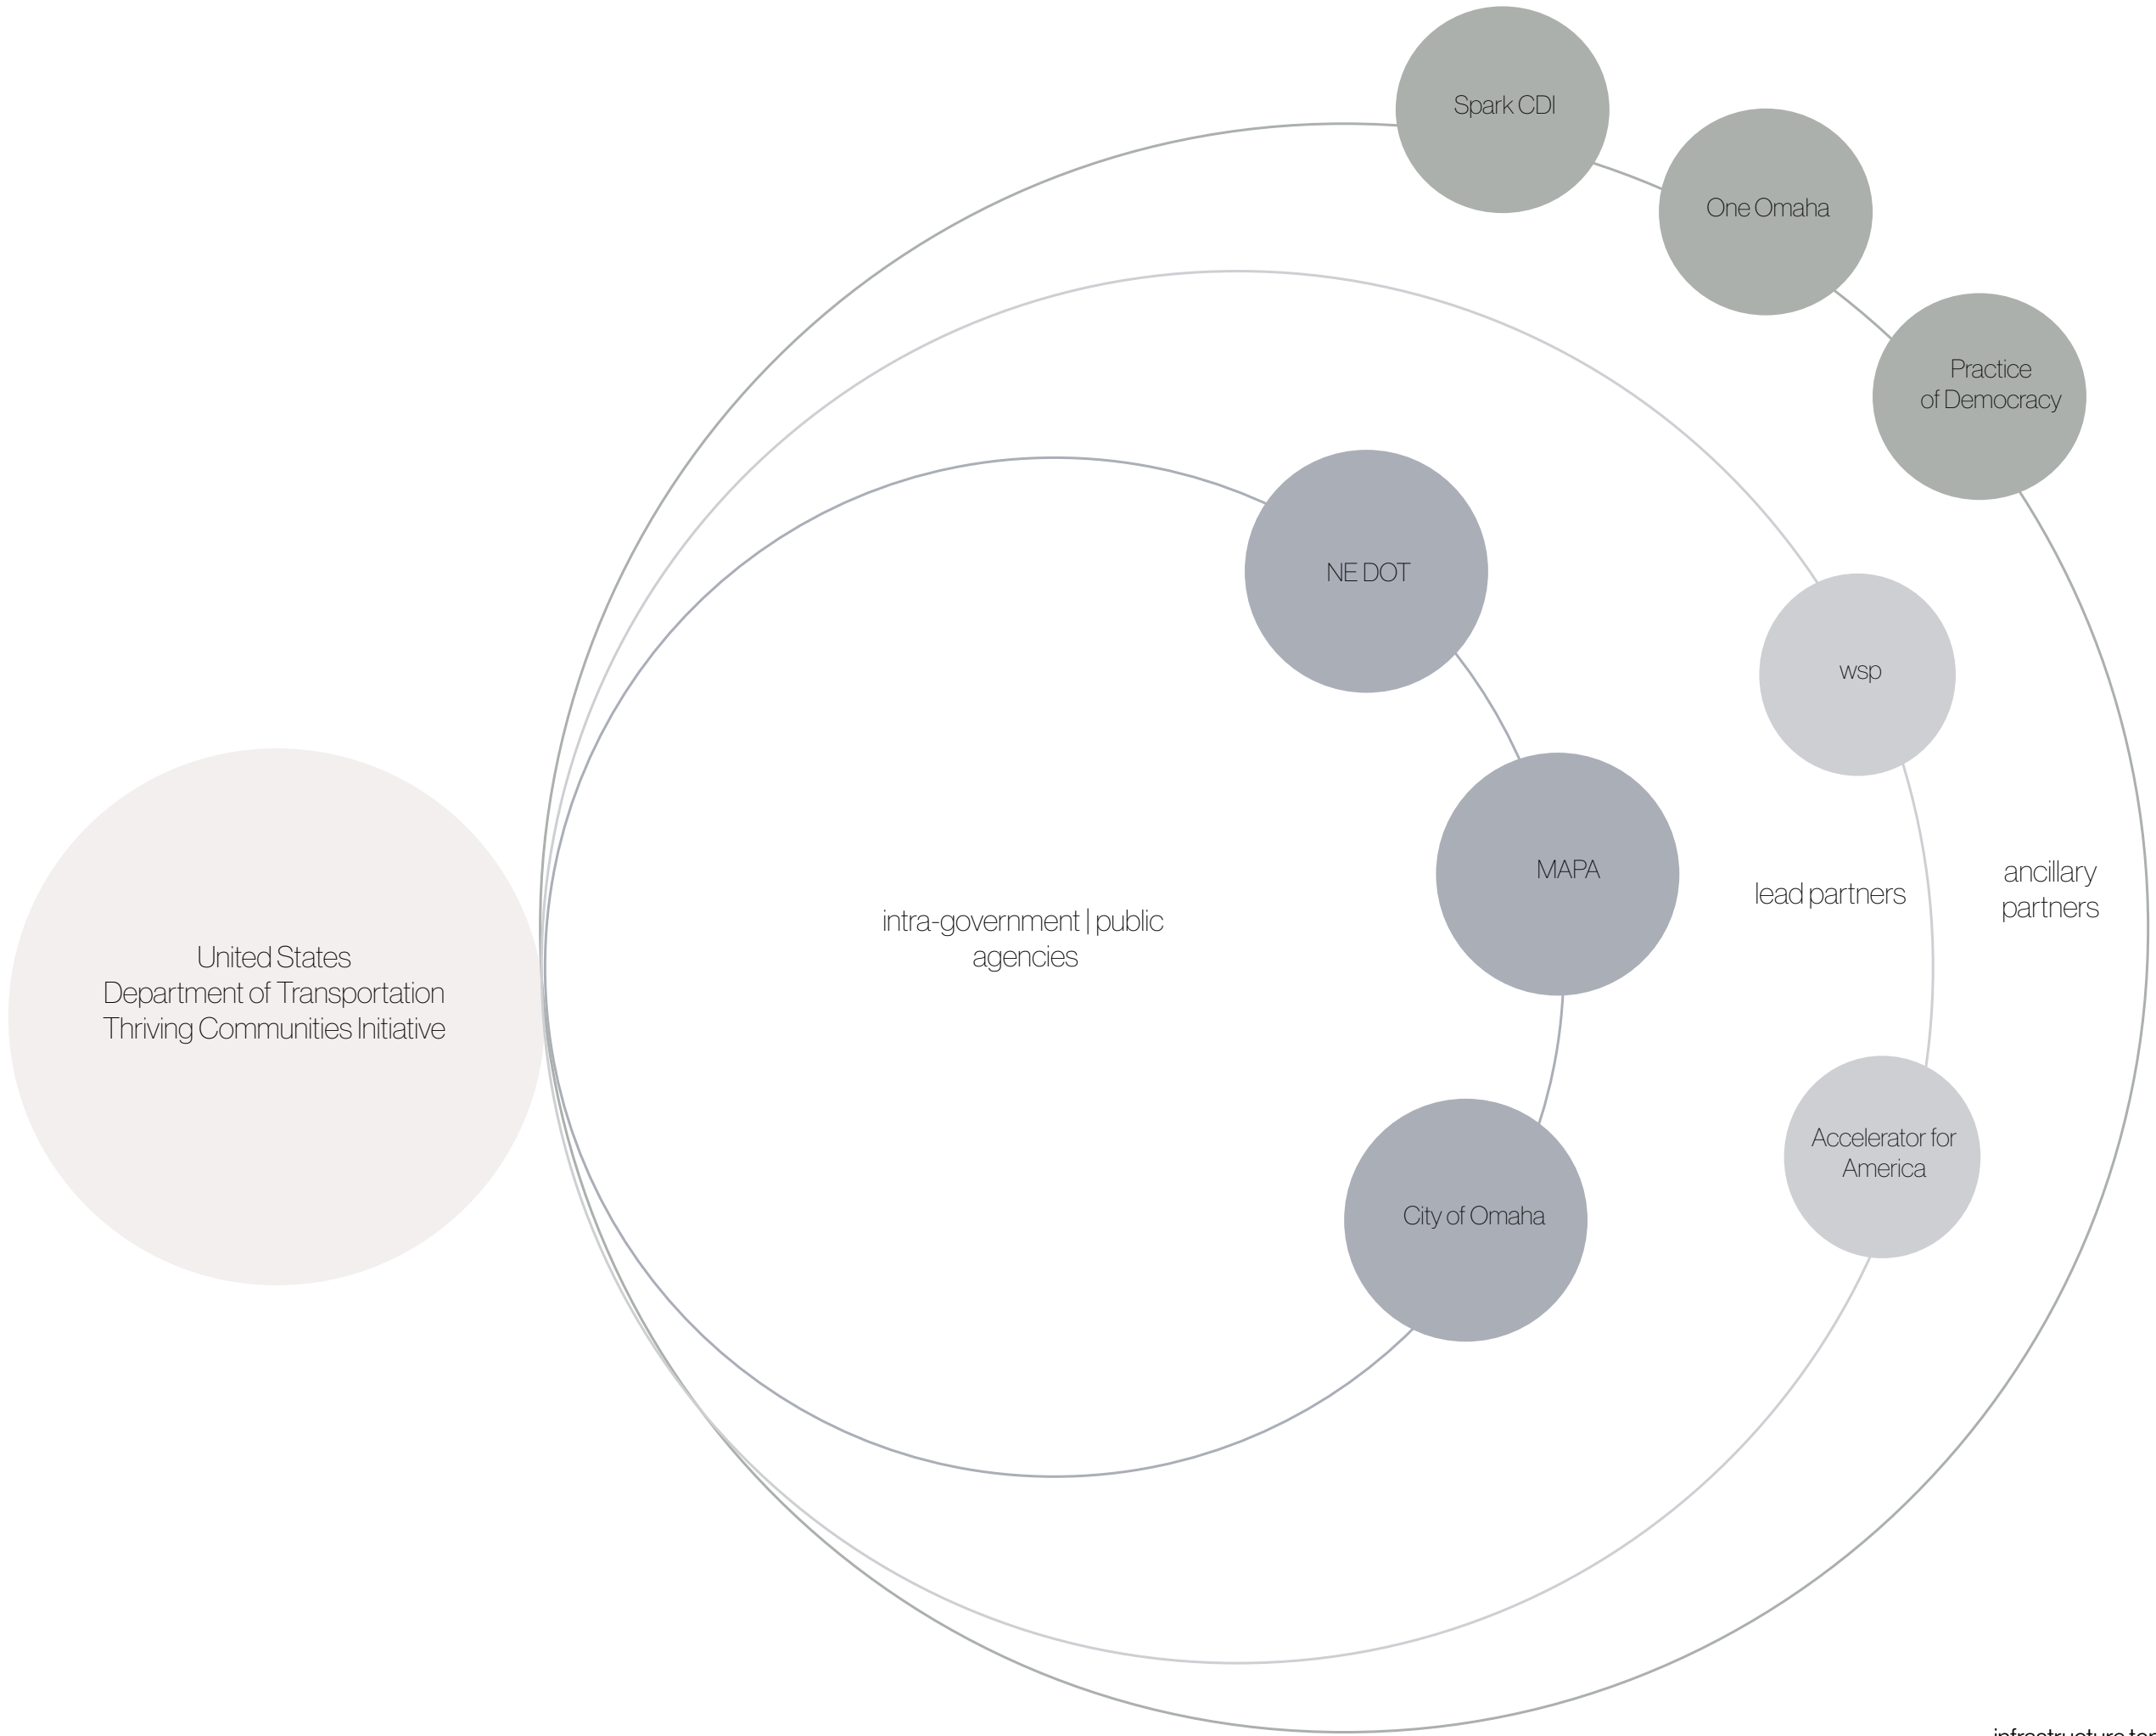 Spark CDI
One Omaha
Practice
of Democracy
NE DOT
wsp
MAPA
lead partners
ancillary
partners
intra-government | public
agencies
United States
Department of Transportation
Thriving Communities Initiative
Accelerator for
America
City of Omaha
infrastructure